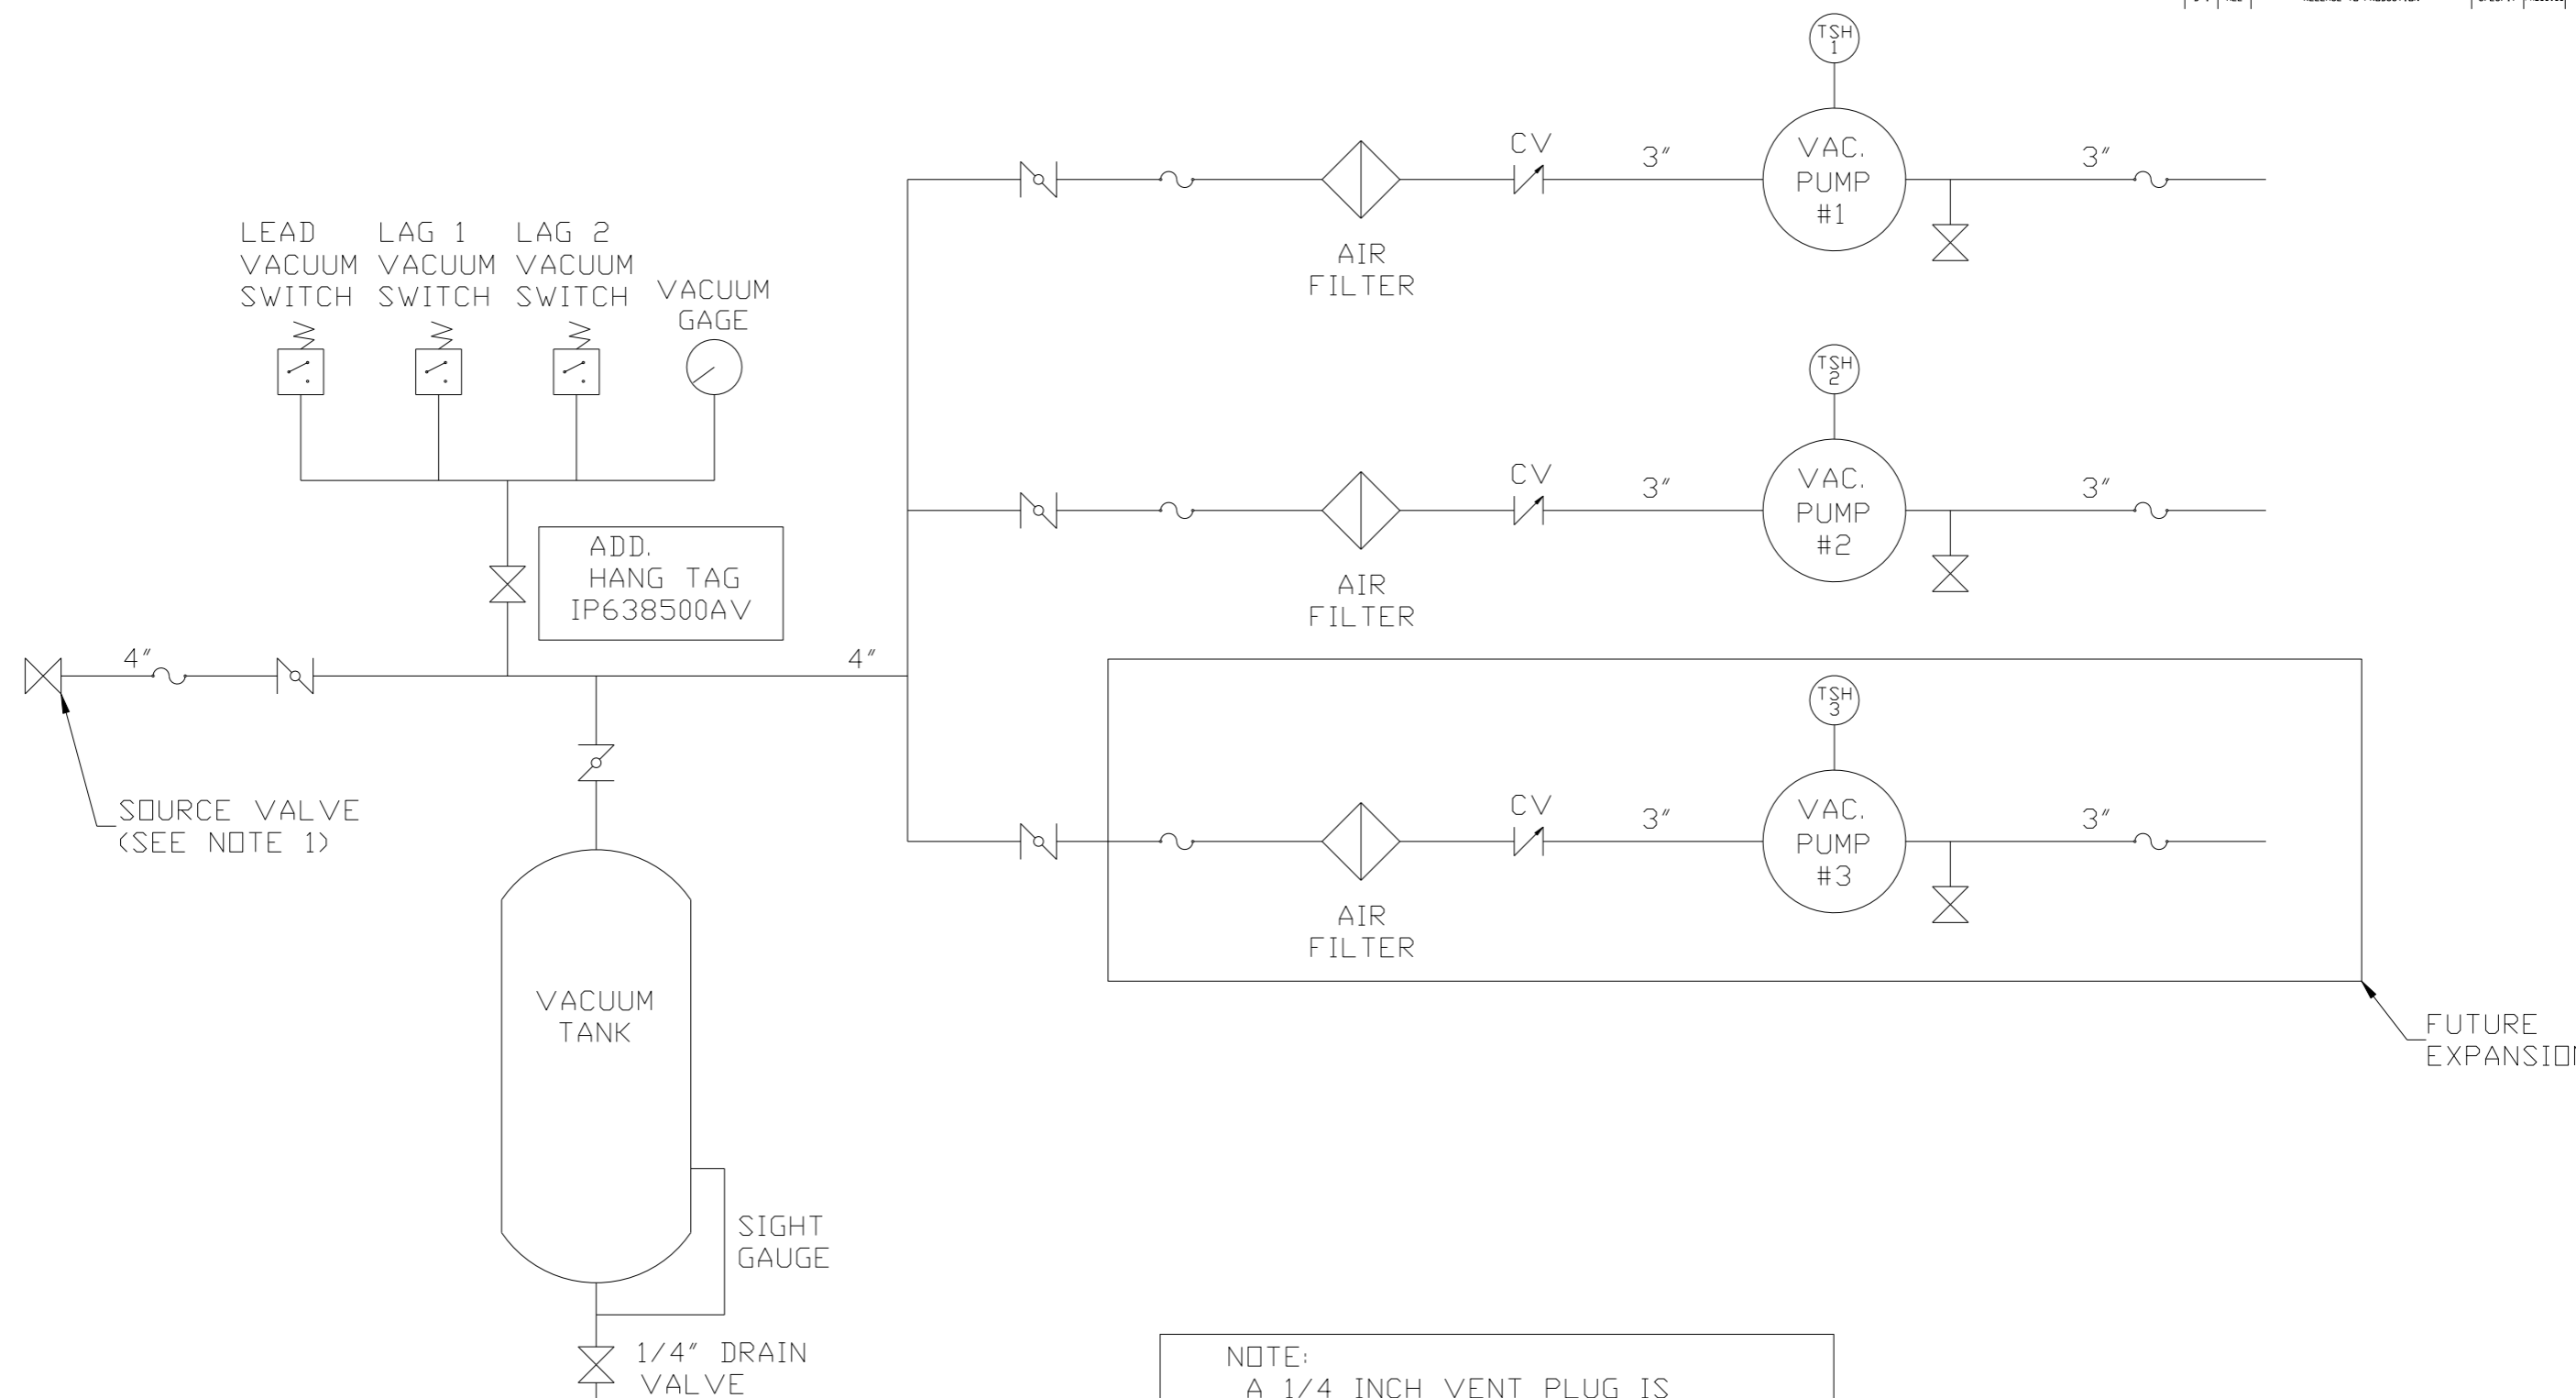 TSH
1
CV
3"
VAC.
PUMP
#1
3"
AIR
FILTER
LEAD
VACUUM
SWITCH
LAG 1
VACUUM
SWITCH
LAG 2
VACUUM
SWITCH
VACUUM
GAGE
TSH
2
CV
3"
VAC.
PUMP
#2
3"
AIR
FILTER
ADD.
HANG TAG
IP638500AV
4"
4"
SOURCE VALVE
(SEE NOTE 1)
TSH
3
CV
3"
VAC.
PUMP
#3
3"
AIR
FILTER
FUTURE
EXPANSION
VACUUM
TANK
SIGHT
GAUGE
1/4" DRAIN
VALVE
NOTE:
A 1/4 INCH VENT PLUG IS